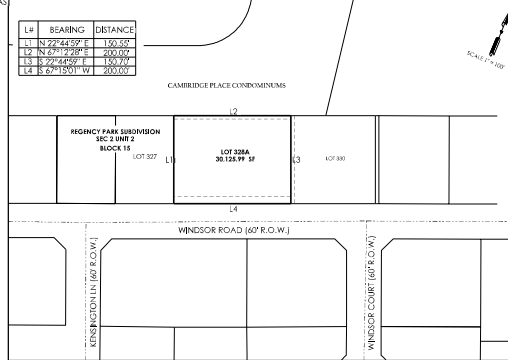 AS
L# BEARING DISTANCE
L1 N 22°44'59" E 150.55'
L2 N 67°12'28" E 200.00'
L3 S 22°44'59" E 150.70'
L4 S 67°15'01" W 200.00'
SCALE 1" = 100'
CAMBRIDGE PLACE CONDOMINUMS
L2
REGENCY PARK SUBDIVISION
SEC 2 UNIT 2
BLOCK 15
LOT 327
L1
LOT 328A
30,125.99 SF
L3
LOT 330
L4
WINDSOR ROAD (60' R.O.W.)
KENSINGTON LN (60' R.O.W.)
WINDSOR COURT (60' R.O.W.)